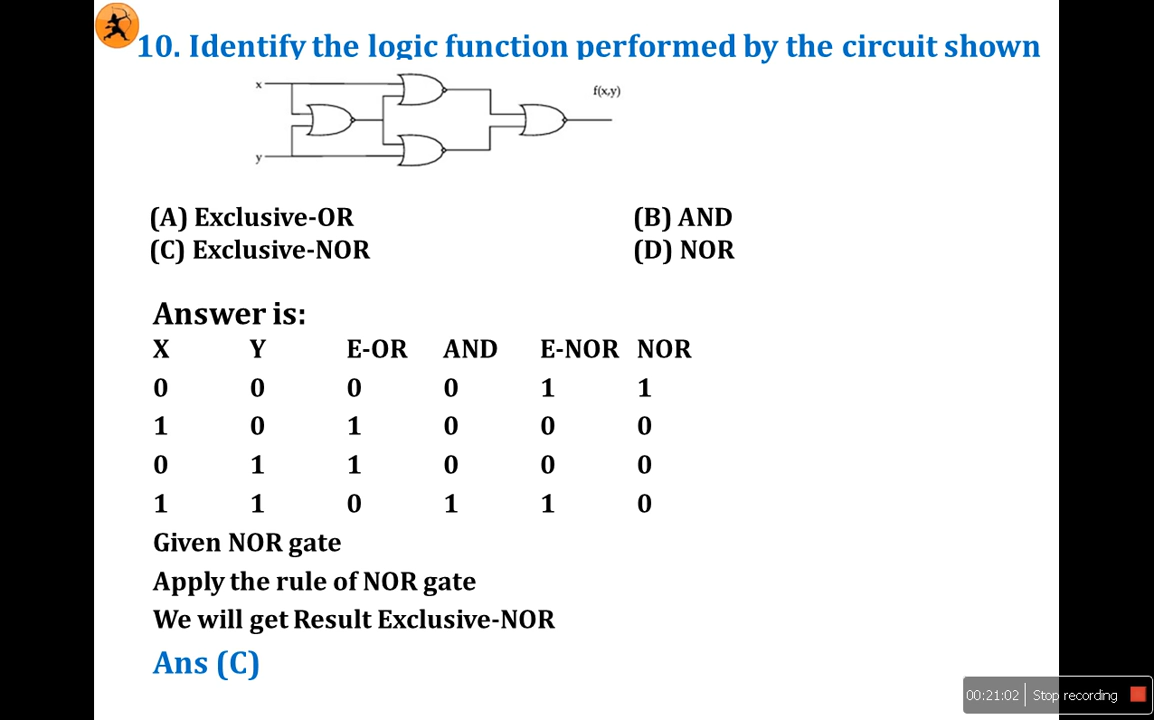 10. Identify the logic function performed by the circuit shown
x
f(x,y)
y
(A) Exclusive-OR (B) AND
(C) Exclusive-NOR (D) NOR
Answer is:
X Y E-OR AND E-NOR NOR
0 0 0 0 1 1
1 0 1 0 0 0
0 1 1 0 0 0
1 1 0 1 1 0
Given NOR gate
Apply the rule of NOR gate
We will get Result Exclusive-NOR
Ans (C)
00:21:02 Stop recording